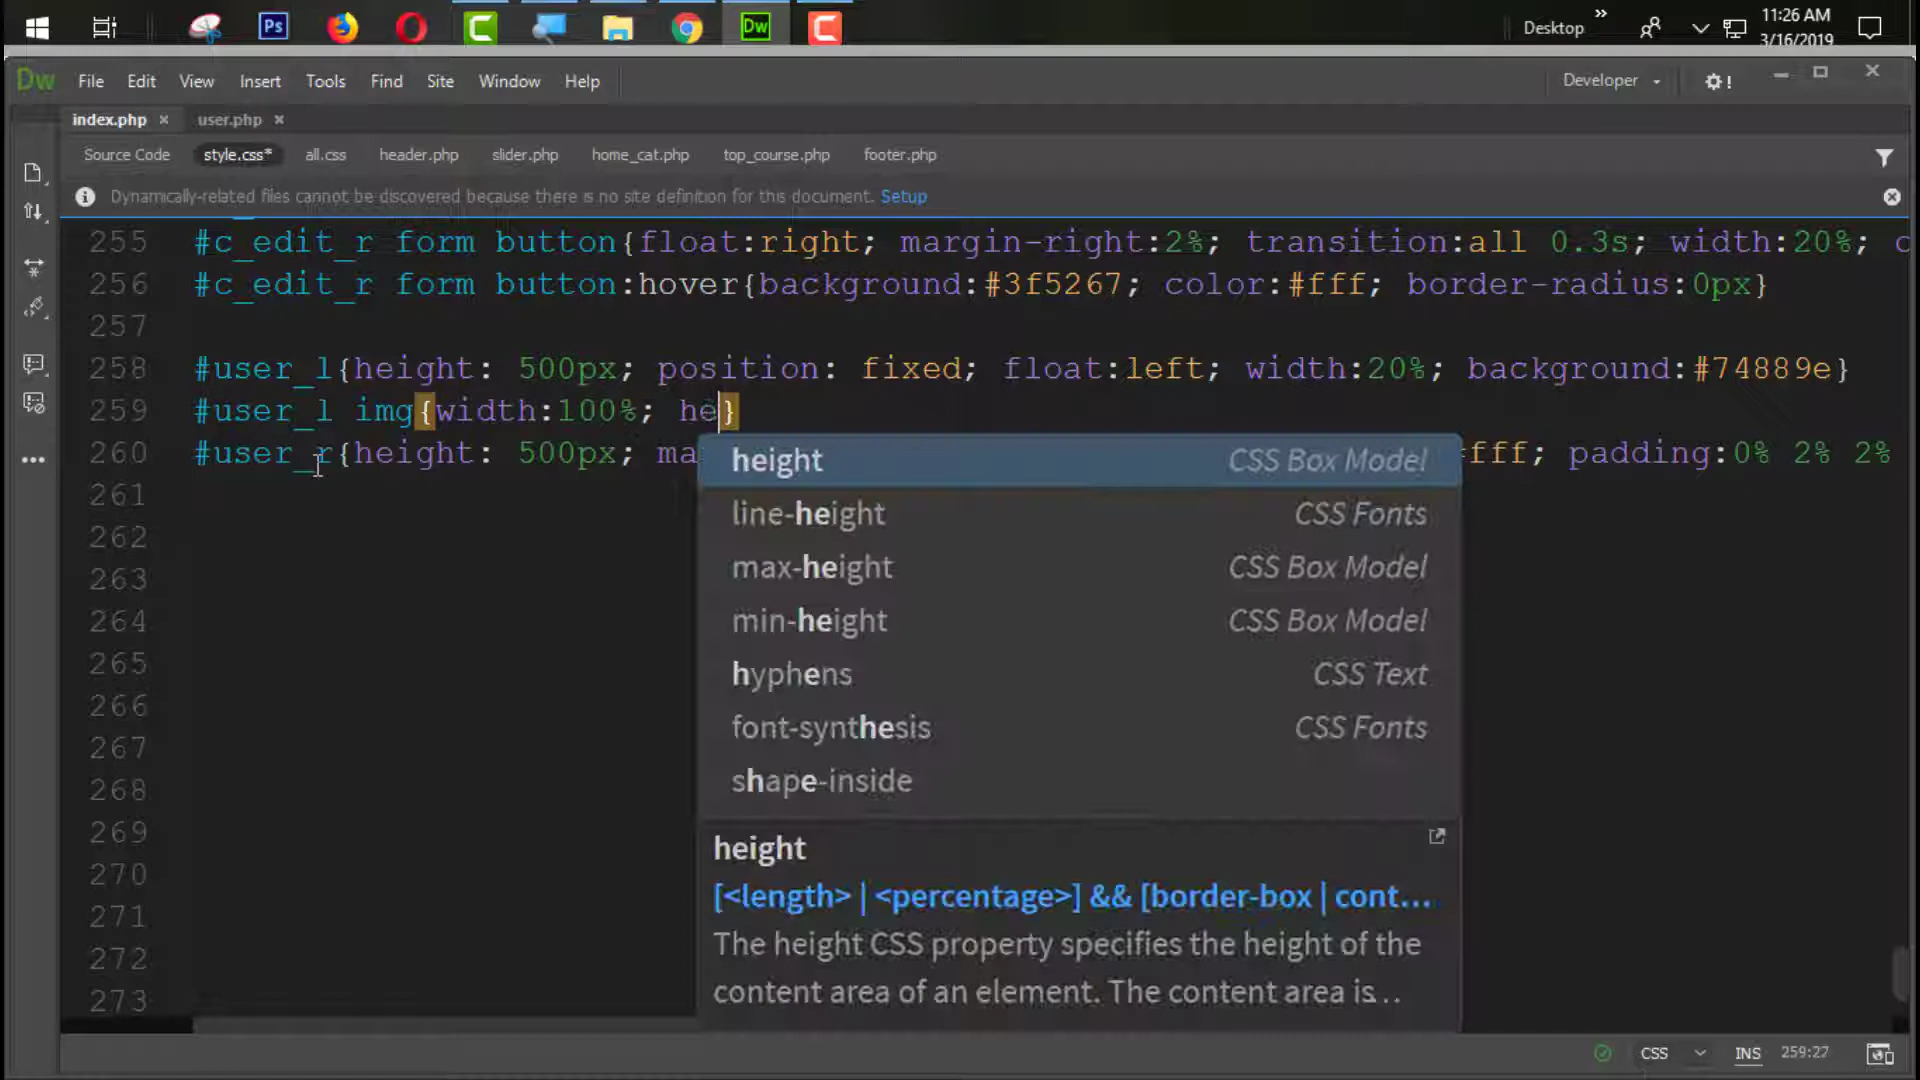 Ps
Dw
Desktop
»
11:26 AM
3/16/2019
Dw File Edit View Insert Tools Find Site Window Help
Developer
index.php × user.php ×
Source Code style.css* all.css header.php slider.php home_cat.php top_course.php footer.php
Dynamically-related files cannot be discovered because there is no site definition for this document. Setup
255 #c_edit_r form button{float:right; margin-right:2%; transition:all 0.3s; width:20%; c
256 #c_edit_r form button:hover{background:#3f5267; color:#fff; border-radius:0px}
257
258 #user_l{height: 500px; position: fixed; float:left; width:20%; background:#74889e}
259 #user_l img{width:100%; he}
260 #user_r{height: 500px; ma fff; padding:0% 2% 2%
height CSS Box Model
261
line-height CSS Fonts
262
max-height CSS Box Model
263
min-height CSS Box Model
264
265
hyphens CSS Text
266
font-synthesis CSS Fonts
267
shape-inside
268
269
height
270
[<length> | <percentage>] && [border-box | cont...
271
The height CSS property specifies the height of the
272
content area of an element. The content area is...
273
CSS INS 259:27